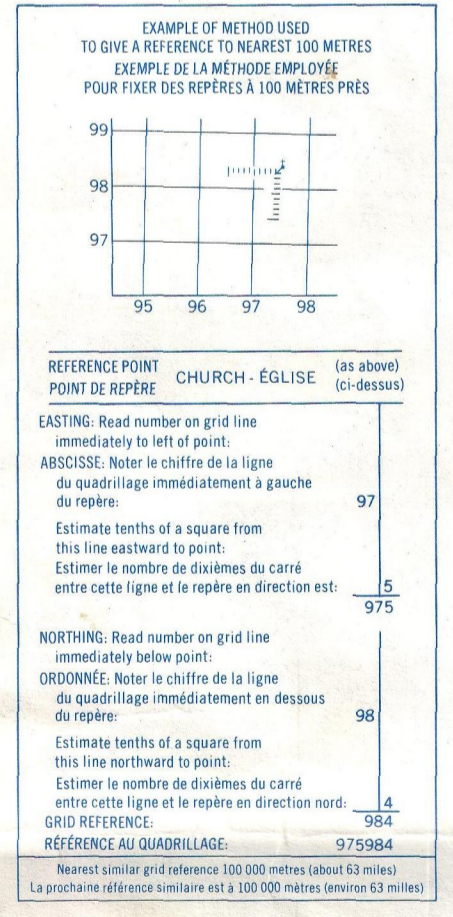 EXAMPLE OF METHOD USED
TO GIVE A REFERENCE TO NEAREST 100 METRES
EXEMPLE DE LA MÉTHODE EMPLOYÉE
POUR FIXER DES REPÈRES À 100 MÈTRES PRÈS
99
98
97
95 96 97 98
REFERENCE POINT
POINT DE REPÈRE
CHURCH - ÉGLISE
(as above)
(ci-dessus)
EASTING: Read number on grid line
immediately to left of point:
ABSCISSE: Noter le chiffre de la ligne
du quadrillage immédiatement à gauche
du repère: 97
Estimate tenths of a square from
this line eastward to point:
Estimer le nombre de dixièmes du carré
entre cette ligne et le repère en direction est: 5
975
NORTHING: Read number on grid line
immediately below point:
ORDONNÉE: Noter le chiffre de la ligne
du quadrillage immédiatement en dessous
du repère: 98
Estimate tenths of a square from
this line northward to point:
Estimer le nombre de dixièmes du carré
entre cette ligne et le repère en direction nord: 4
GRID REFERENCE: 984
RÉFÉRENCE AU QUADRILLAGE: 975984
Nearest similar grid reference 100 000 metres (about 63 miles)
La prochaine référence similaire est à 100 000 mètres (environ 63 milles)